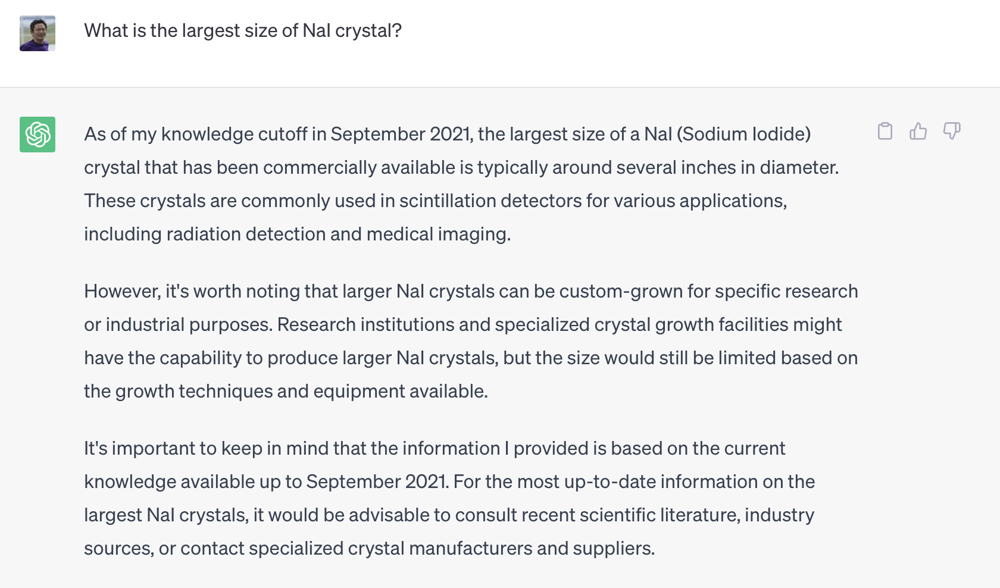 What is the largest size of NaI crystal?
As of my knowledge cutoff in September 2021, the largest size of a NaI (Sodium Iodide)
crystal that has been commercially available is typically around several inches in diameter.
These crystals are commonly used in scintillation detectors for various applications,
including radiation detection and medical imaging.
However, it's worth noting that larger NaI crystals can be custom-grown for specific research
or industrial purposes. Research institutions and specialized crystal growth facilities might
have the capability to produce larger NaI crystals, but the size would still be limited based on
the growth techniques and equipment available.
It's important to keep in mind that the information I provided is based on the current
knowledge available up to September 2021. For the most up-to-date information on the
largest NaI crystals, it would be advisable to consult recent scientific literature, industry
sources, or contact specialized crystal manufacturers and suppliers.